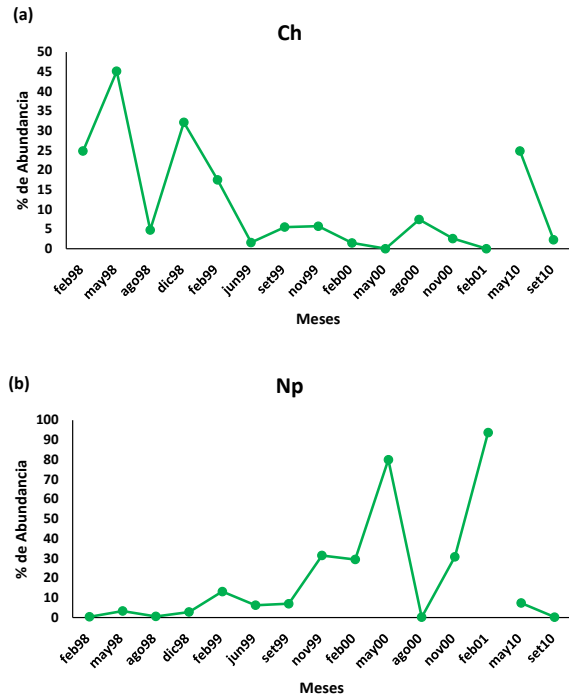 (a)
Ch
50
45
40
35
30
25
20
15
10
5
0
% de Abundancia
feb98 may98 ago98 dic98 feb99 jun99 set99 nov99 feb00 may00 ago00 nov00 feb01 may10 set10
Meses
(b)
Np
100
90
80
70
60
50
40
30
20
10
0
% de Abundancia
feb98 may98 ago98 dic98 feb99 jun99 set99 nov99 feb00 may00 ago00 nov00 feb01 may10 set10
Meses